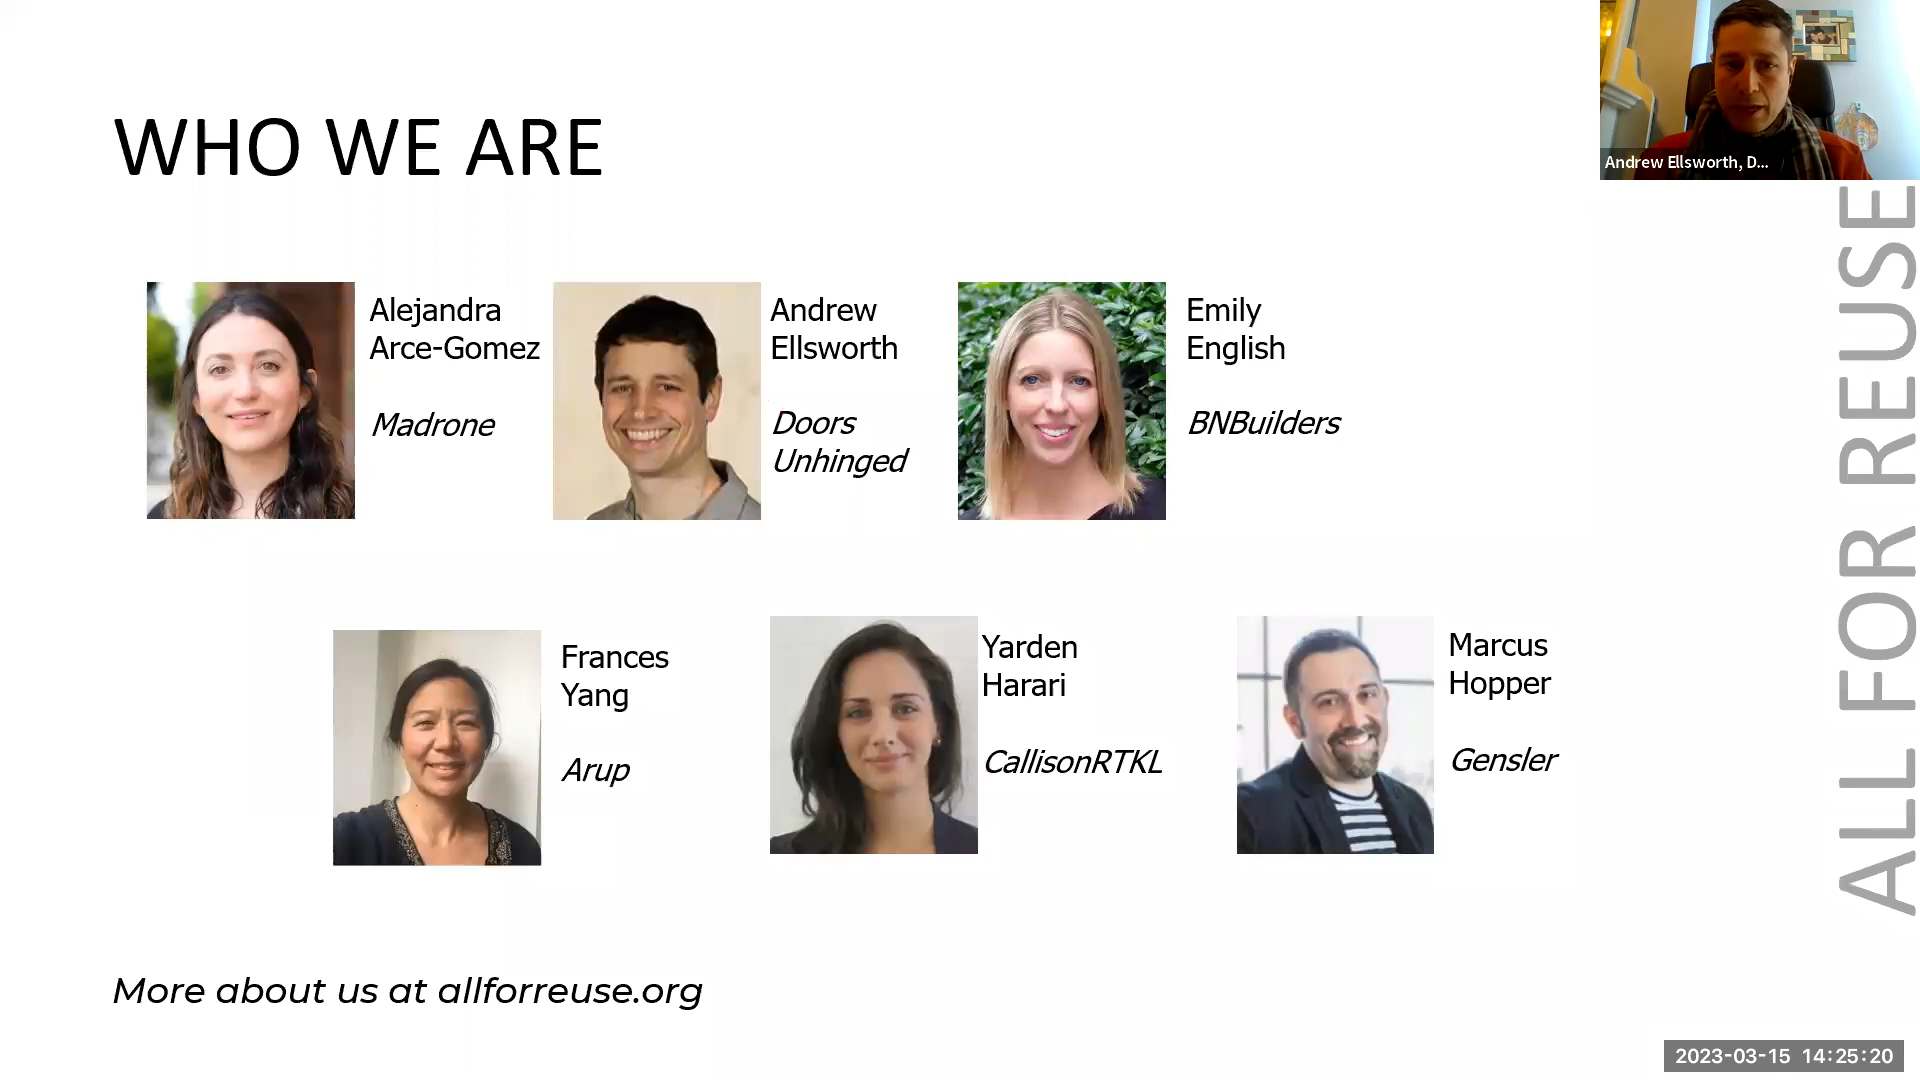 WHO WE ARE
Andrew Ellsworth, D...
Alejandra
Arce-Gomez
Madrone
Andrew
Ellsworth
Doors
Unhinged
Emily
English
BNBuilders
Frances
Yang
Arup
Yarden
Harari
CallisonRTKL
Marcus
Hopper
Gensler
ALL FOR REUSE
More about us at allforreuse.org
2023-03-15 14:25:20